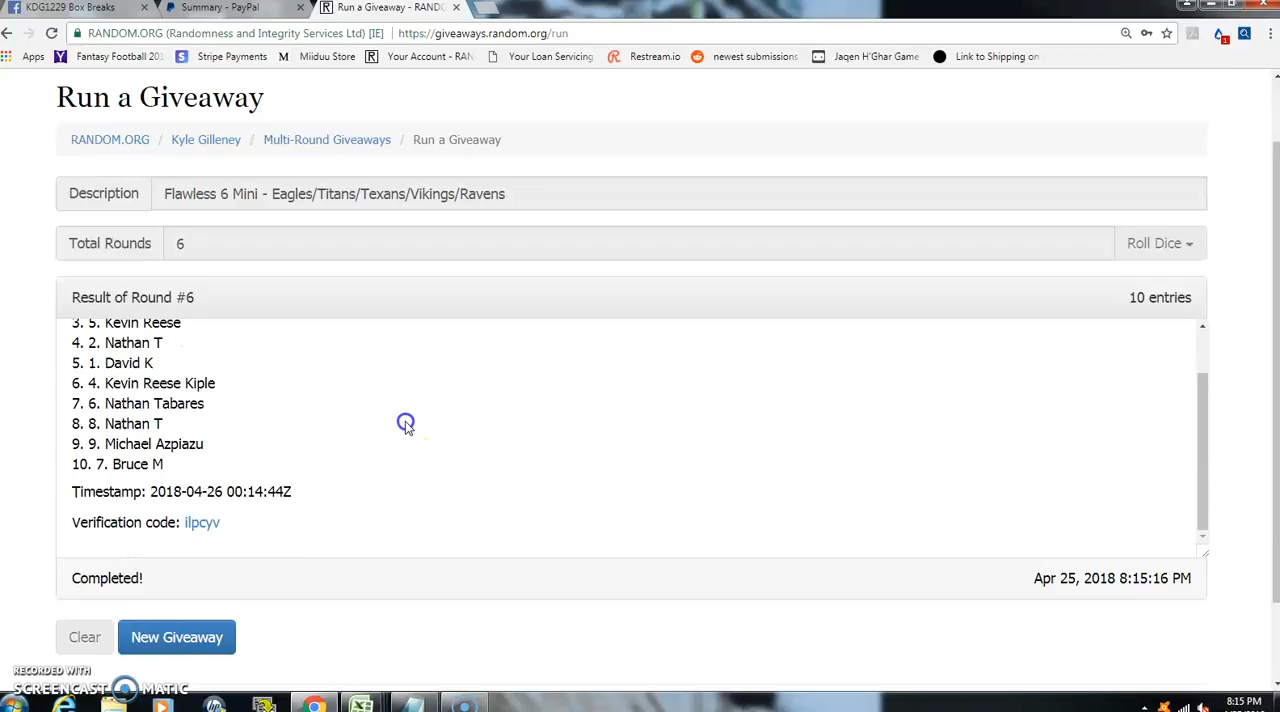 KDG1229 Box Breaks
Summary - PayPal
Run a Giveaway - RANDO
RANDOM.ORG (Randomness and Integrity Services Ltd) [IE] https://giveaways.random.org/run
Apps Fantasy Football 201 Stripe Payments Miiduu Store Your Account - RAN Your Loan Servicing Restream.io newest submissions Jaqen H'Ghar Game Link to Shipping on
Run a Giveaway
RANDOM.ORG / Kyle Gilleney / Multi-Round Giveaways / Run a Giveaway
Description Flawless 6 Mini - Eagles/Titans/Texans/Vikings/Ravens
Total Rounds 6 Roll Dice
Result of Round #6 10 entries
3. 5. Kevin Reese
4. 2. Nathan T
5. 1. David K
6. 4. Kevin Reese Kiple
7. 6. Nathan Tabares
8. 8. Nathan T
9. 9. Michael Azpiazu
10. 7. Bruce M
Timestamp: 2018-04-26 00:14:44Z
Verification code: ilpcyv
Completed! Apr 25, 2018 8:15:16 PM
Clear New Giveaway
RECORDED WITH
SCREENCAST MATIC
8:15 PM